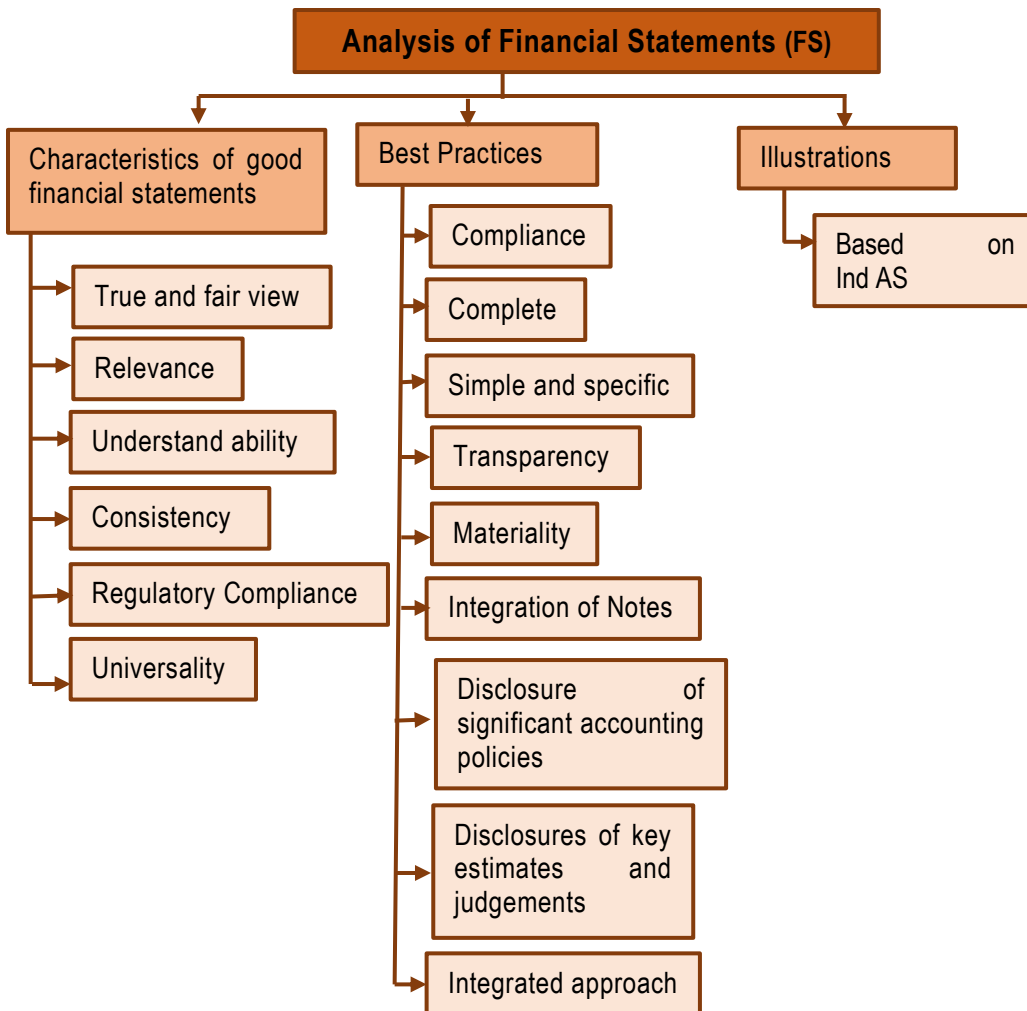 Analysis of Financial Statements (FS)
Characteristics of good
financial statements
True and fair view
Relevance
Understand ability
Consistency
Regulatory Compliance
Universality
Best Practices
Compliance
Complete
Simple and specific
Transparency
Materiality
Integration of Notes
Disclosure of
significant accounting
policies
Disclosures of key
estimates and
judgements
Integrated approach
Illustrations
Based on
Ind AS